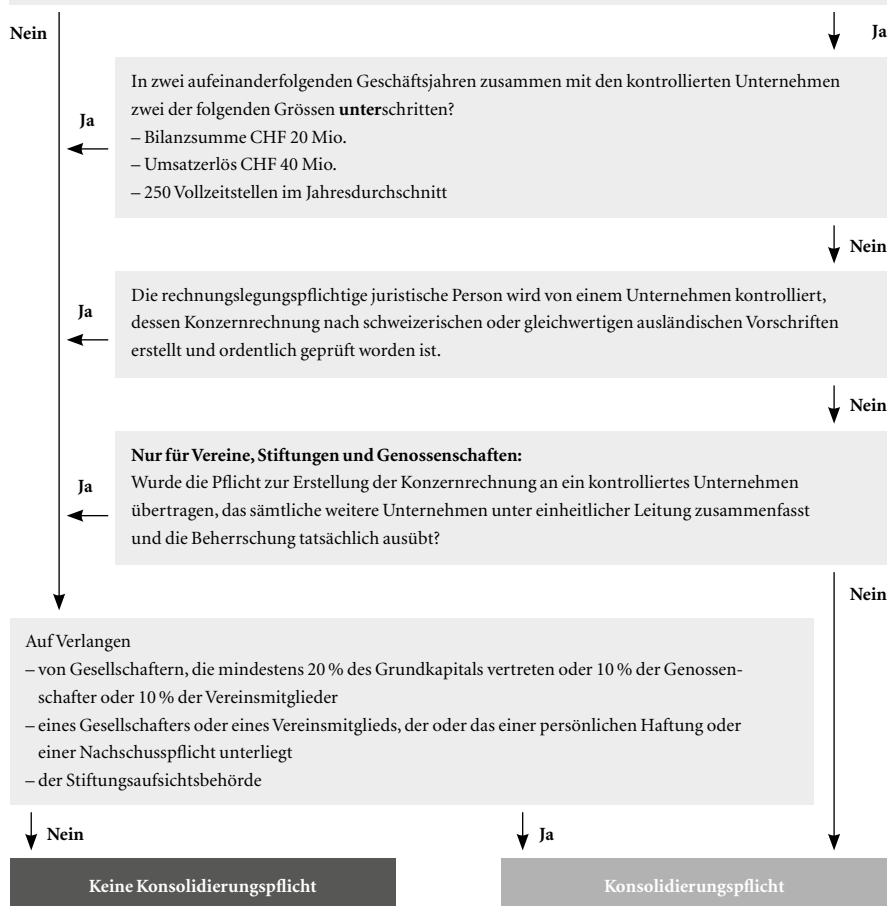 Nein
Ja
In zwei aufeinanderfolgenden Geschäftsjahren zusammen mit den kontrollierten Unternehmen
zwei der folgenden Grössen unterschritten?
– Bilanzsumme CHF 20 Mio.
– Umsatzerlös CHF 40 Mio.
– 250 Vollzeitstellen im Jahresdurchschnitt
Ja
Nein
Die rechnungslegungspflichtige juristische Person wird von einem Unternehmen kontrolliert,
dessen Konzernrechnung nach schweizerischen oder gleichwertigen ausländischen Vorschriften
erstellt und ordentlich geprüft worden ist.
Ja
Nein
Nur für Vereine, Stiftungen und Genossenschaften:
Wurde die Pflicht zur Erstellung der Konzernrechnung an ein kontrolliertes Unternehmen
übertragen, das sämtliche weitere Unternehmen unter einheitlicher Leitung zusammenfasst
und die Beherrschung tatsächlich ausübt?
Ja
Nein
Auf Verlangen
– von Gesellschaftern, die mindestens 20 % des Grundkapitals vertreten oder 10 % der Genossen-
schafter oder 10 % der Vereinsmitglieder
– eines Gesellschafters oder eines Vereinsmitglieds, der oder das einer persönlichen Haftung oder
einer Nachschusspflicht unterliegt
– der Stiftungsaufsichtsbehörde
Nein
Ja
Keine Konsolidierungspflicht
Konsolidierungspflicht